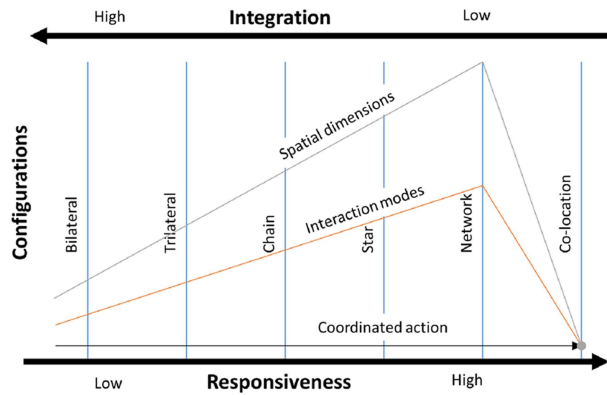 High
Integration
Low
Configurations
Bilateral
Trilateral
Chain
Star
Network
Co-location
Spatial dimensions
Interaction modes
Coordinated action
Low
Responsiveness
High